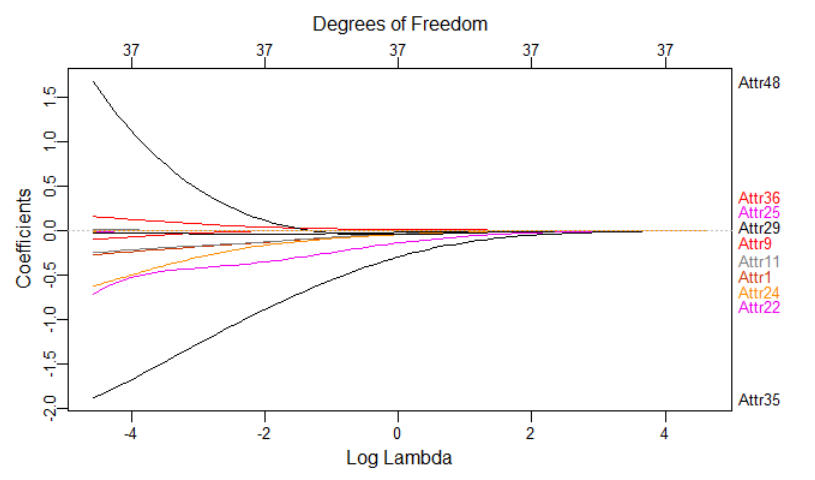 Degrees of Freedom
37 37 37 37 37
Coefficients
1.5
1.0
0.5
0.0
-0.5
-1.0
-1.5
-2.0
Attr48
Attr36
Attr25
Attr29
Attr9
Attr11
Attr1
Attr24
Attr22
Attr35
-4 -2 0 2 4
Log Lambda